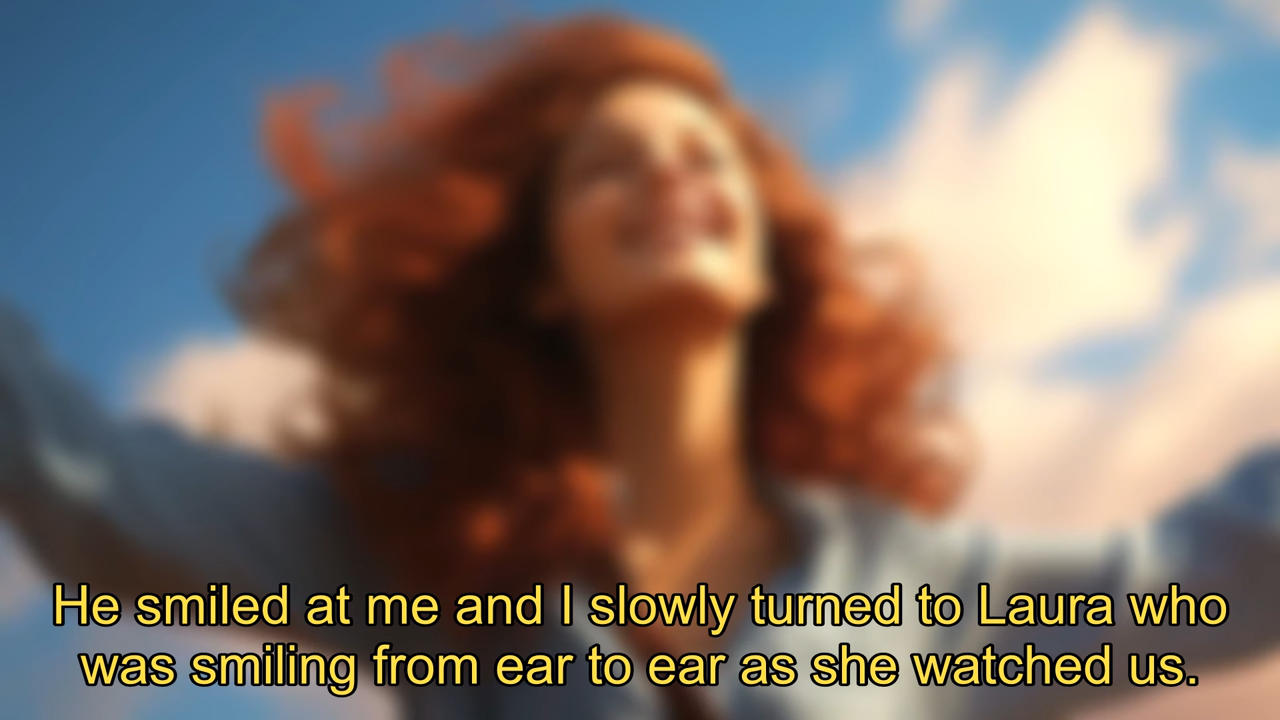 He smiled at me and I slowly turned to Laura who
was smiling from ear to ear as she watched us.